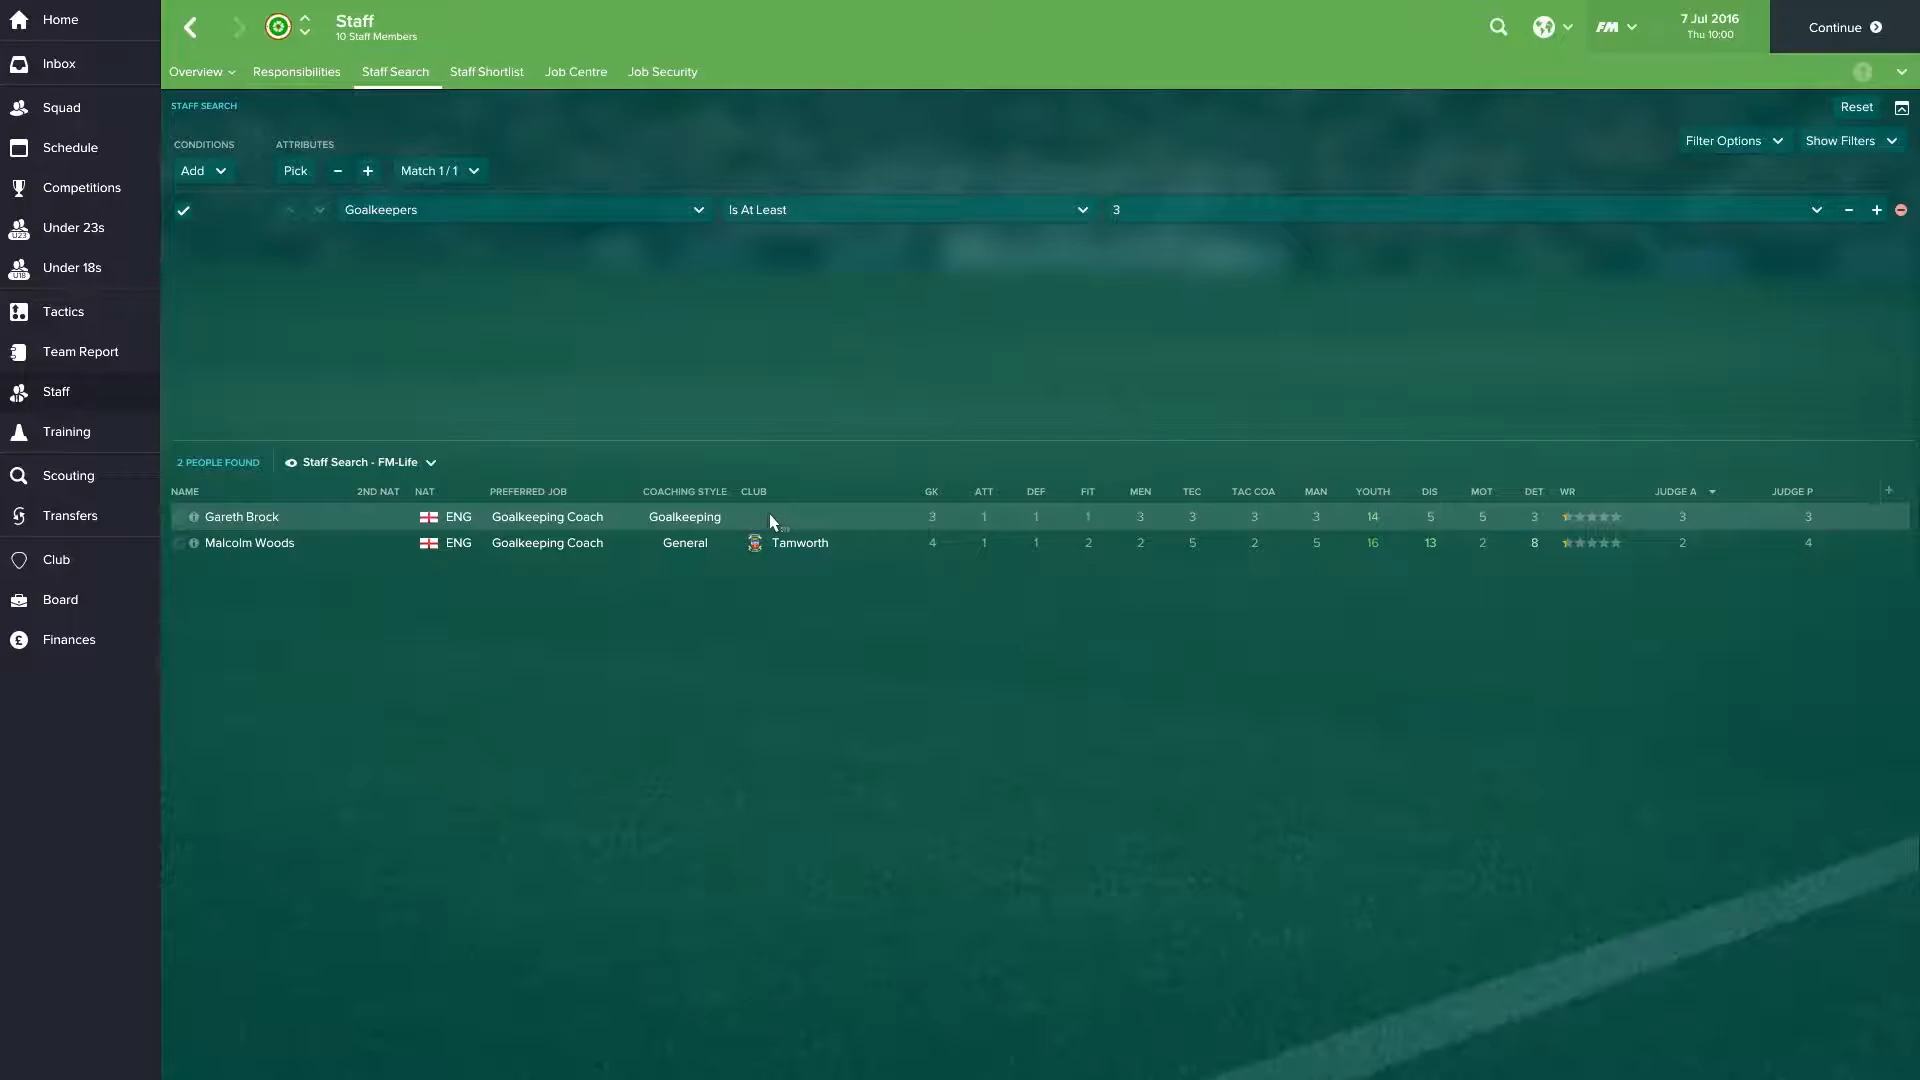 Home
Inbox
Squad
Schedule
Competitions
Under 23s
Under 18s
Tactics
Team Report
Staff
Training
Scouting
Transfers
Club
Board
Finances
Staff
10 Staff Members
FM
7 Jul 2016
Thu 10:00
Continue
Overview Responsibilities Staff Search Staff Shortlist Job Centre Job Security
STAFF SEARCH
Reset
CONDITIONS ATTRIBUTES
Filter Options Show Filters
Add Pick - + Match 1 / 1
Goalkeepers Is At Least 3 - +
2 PEOPLE FOUND Staff Search - FM-Life
NAME 2ND NAT NAT PREFERRED JOB COACHING STYLE CLUB GK ATT DEF FIT MEN TEC TAC COA MAN YOUTH DIS MOT DET WR JUDGE A JUDGE P +
Gareth Brock ENG Goalkeeping Coach Goalkeeping 3 1 1 1 3 3 3 3 14 5 5 3 3 3
Malcolm Woods ENG Goalkeeping Coach General Tamworth 4 1 1 2 2 5 2 5 16 13 2 8 2 4